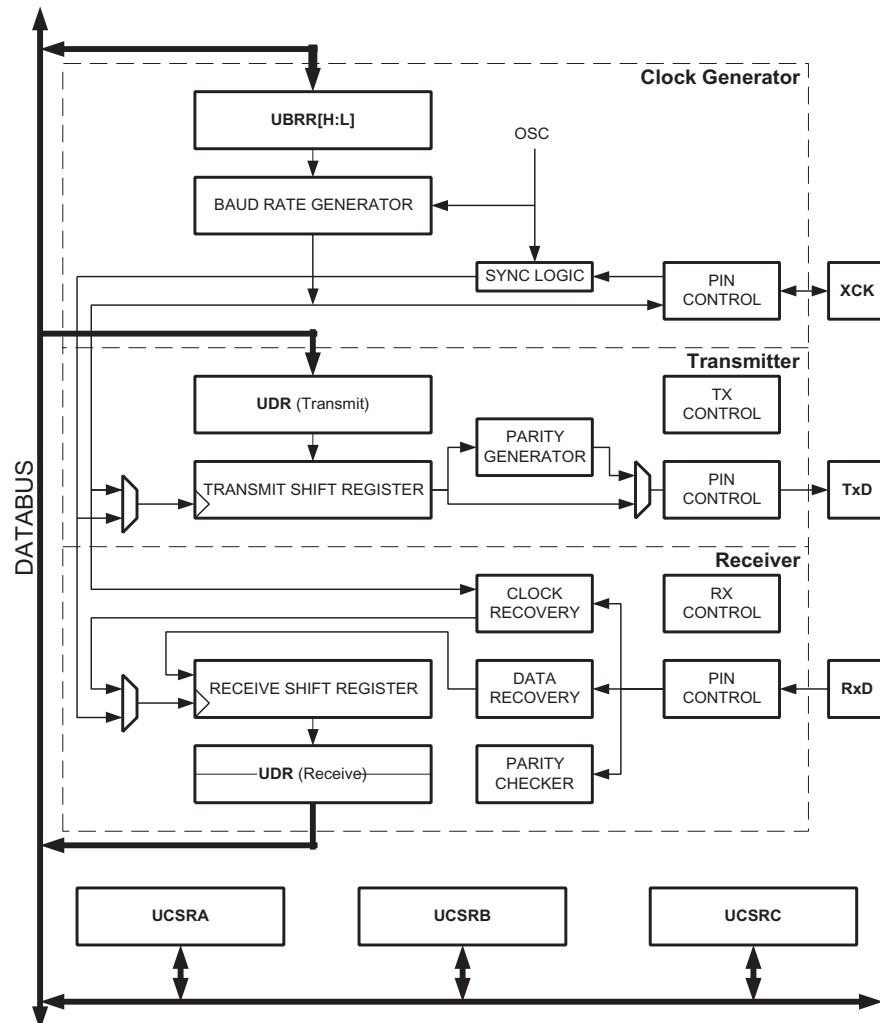 Clock Generator
UBRR[H:L]
OSC
BAUD RATE GENERATOR
SYNC LOGIC
PIN
CONTROL
XCK
Transmitter
UDR (Transmit)
TX
CONTROL
PARITY
GENERATOR
TRANSMIT SHIFT REGISTER
PIN
CONTROL
TxD
DATABUS
Receiver
CLOCK
RECOVERY
RX
CONTROL
RECEIVE SHIFT REGISTER
DATA
RECOVERY
PIN
CONTROL
RxD
UDR (Receive)
PARITY
CHECKER
UCSRA
UCSRB
UCSRC